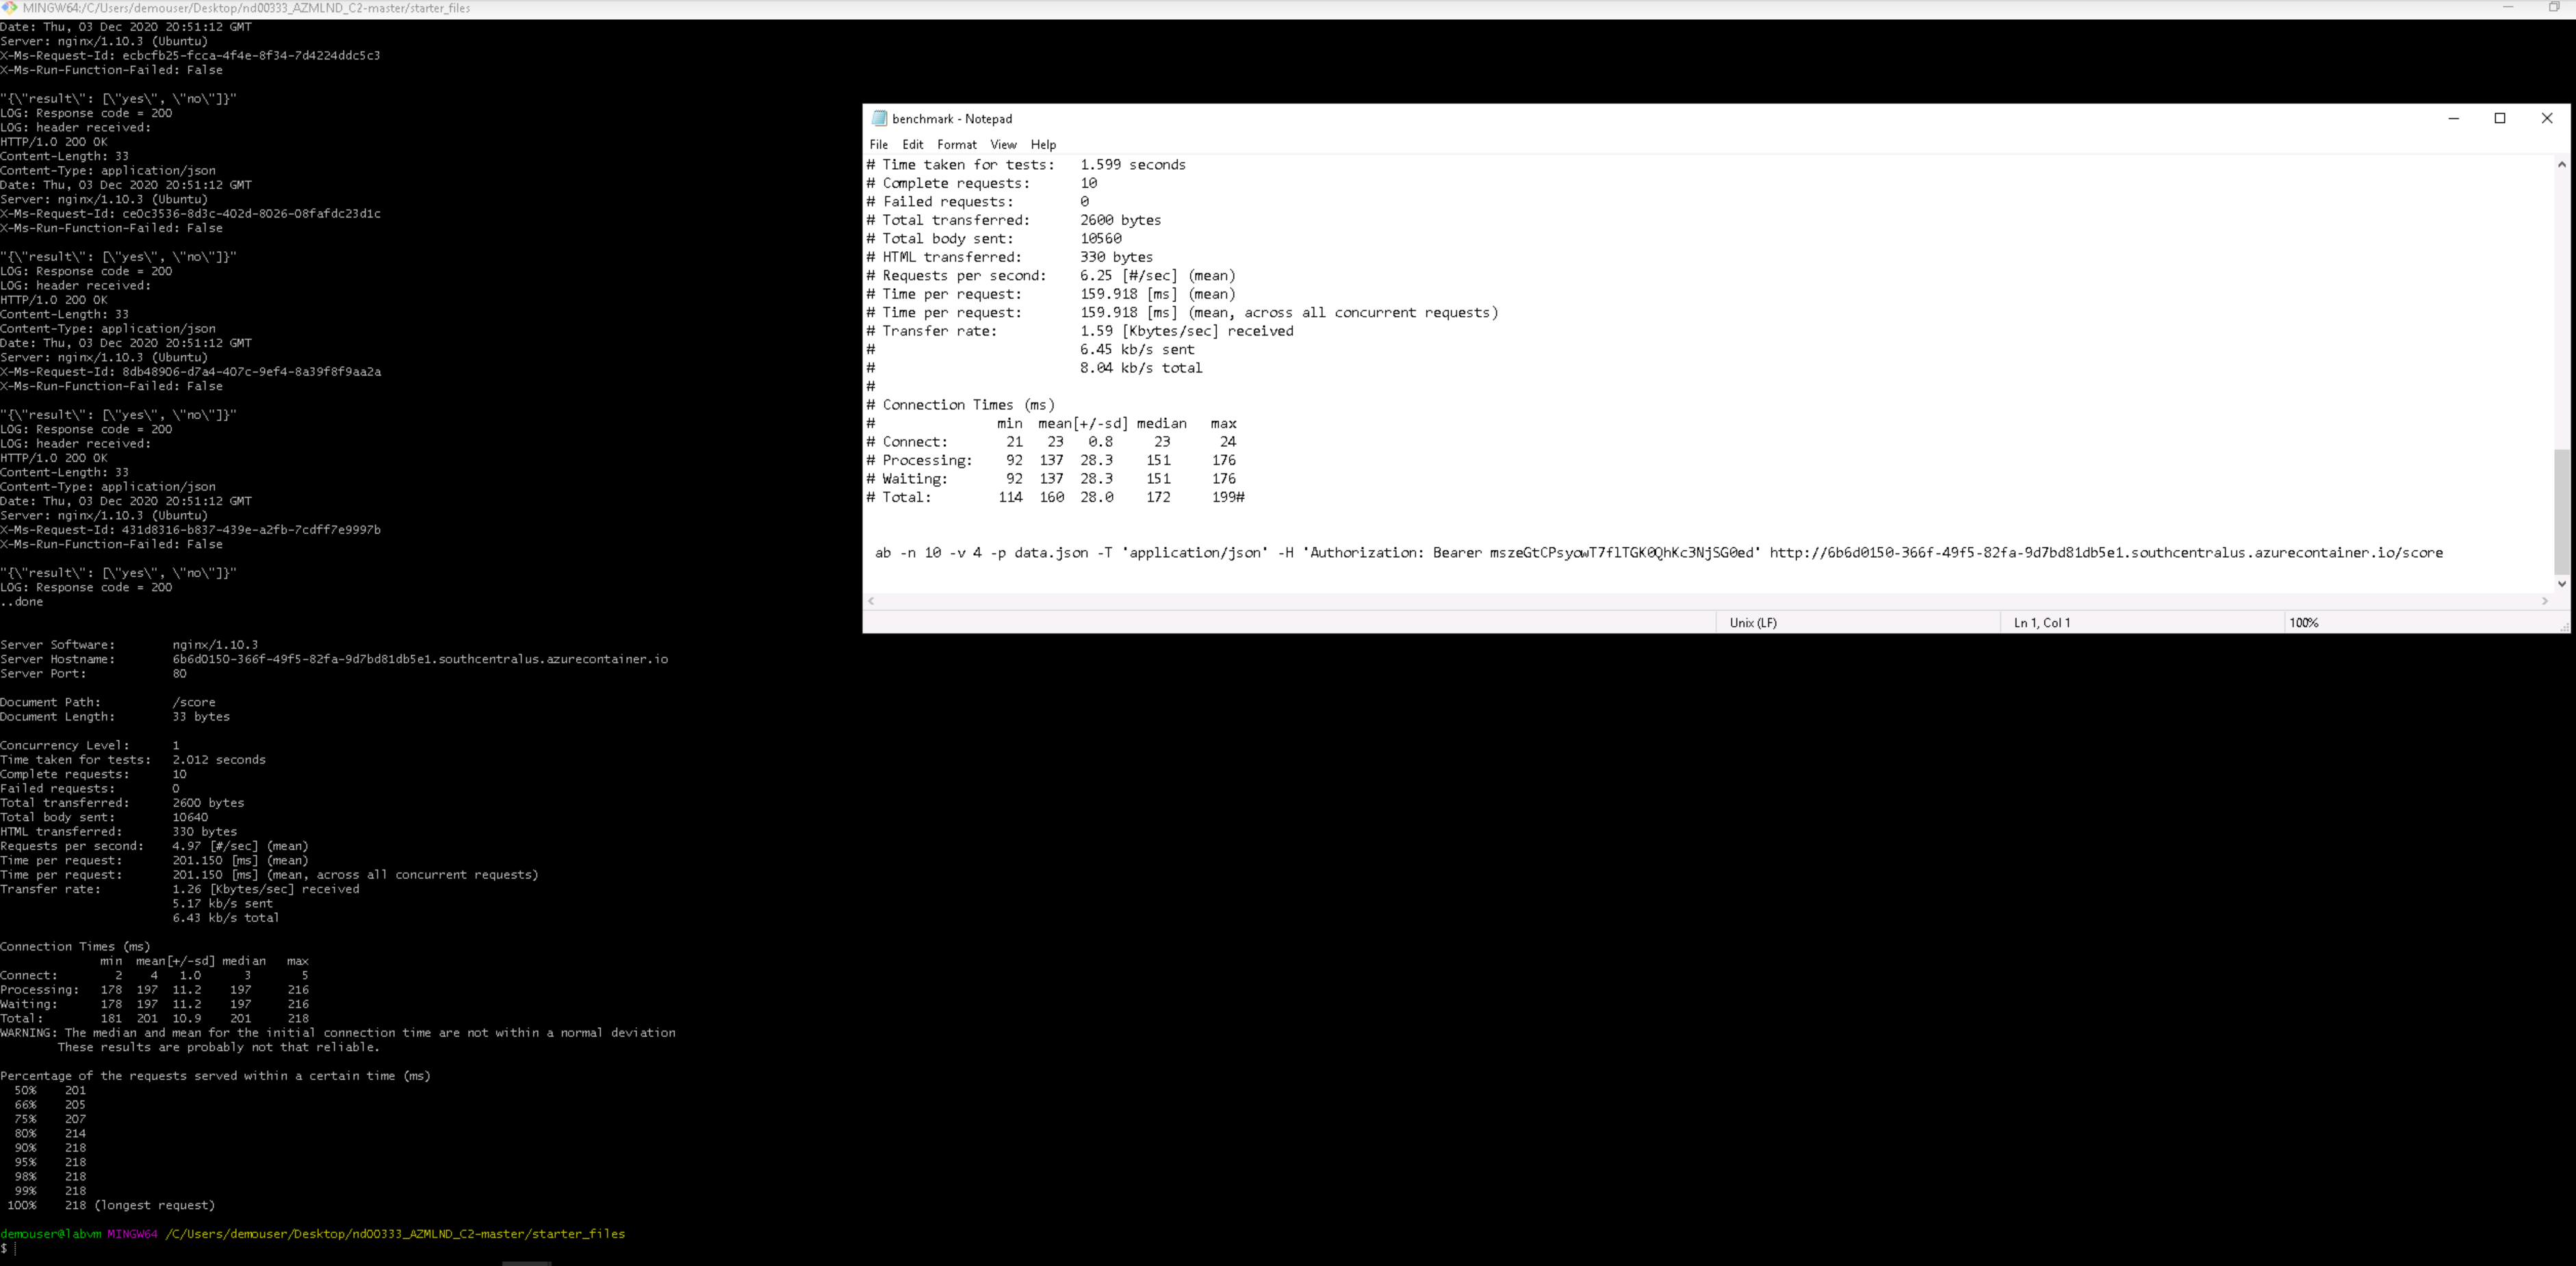 MINGW64:/C/Users/demouser/Desktop/nd00333_AZMLND_C2-master/starter_files
Date: Thu, 03 Dec 2020 20:51:12 GMT
Server: nginx/1.10.3 (Ubuntu)
X-Ms-Request-Id: ecbcfb25-fcca-4f4e-8f34-7d4224ddc5c3
X-Ms-Run-Function-Failed: False
"{\"result\": [\"yes\", \"no\"]}"
LOG: Response code = 200
LOG: header received:
HTTP/1.0 200 OK
Content-Length: 33
Content-Type: application/json
Date: Thu, 03 Dec 2020 20:51:12 GMT
Server: nginx/1.10.3 (Ubuntu)
X-Ms-Request-Id: ce0c3536-8d3c-402d-8026-08fafdc23d1c
X-Ms-Run-Function-Failed: False
"{\"result\": [\"yes\", \"no\"]}"
LOG: Response code = 200
LOG: header received:
HTTP/1.0 200 OK
Content-Length: 33
Content-Type: application/json
Date: Thu, 03 Dec 2020 20:51:12 GMT
Server: nginx/1.10.3 (Ubuntu)
X-Ms-Request-Id: 8db48906-d7a4-407c-9ef4-8a39f8f9aa2a
X-Ms-Run-Function-Failed: False
"{\"result\": [\"yes\", \"no\"]}"
LOG: Response code = 200
LOG: header received:
HTTP/1.0 200 OK
Content-Length: 33
Content-Type: application/json
Date: Thu, 03 Dec 2020 20:51:12 GMT
Server: nginx/1.10.3 (Ubuntu)
X-Ms-Request-Id: 431d8316-b837-439e-a2fb-7cdff7e9997b
X-Ms-Run-Function-Failed: False
"{\"result\": [\"yes\", \"no\"]}"
LOG: Response code = 200
..done
Server Software: nginx/1.10.3
Server Hostname: 6b6d0150-366f-49f5-82fa-9d7bd81db5e1.southcentralus.azurecontainer.io
Server Port: 80
Document Path: /score
Document Length: 33 bytes
Concurrency Level: 1
Time taken for tests: 2.012 seconds
Complete requests: 10
Failed requests: 0
Total transferred: 2600 bytes
Total body sent: 10640
HTML transferred: 330 bytes
Requests per second: 4.97 [#/sec] (mean)
Time per request: 201.150 [ms] (mean)
Time per request: 201.150 [ms] (mean, across all concurrent requests)
Transfer rate: 1.26 [Kbytes/sec] received
5.17 kb/s sent
6.43 kb/s total
Connection Times (ms)
min mean[+/-sd] median max
Connect: 2 4 1.0 3 5
Processing: 178 197 11.2 197 216
Waiting: 178 197 11.2 197 216
Total: 181 201 10.9 201 218
WARNING: The median and mean for the initial connection time are not within a normal deviation
These results are probably not that reliable.
Percentage of the requests served within a certain time (ms)
50% 201
66% 205
75% 207
80% 214
90% 218
95% 218
98% 218
99% 218
100% 218 (longest request)
demouser@labvm MINGW64 /C/Users/demouser/Desktop/nd00333_AZMLND_C2-master/starter_files
$
benchmark - Notepad
File Edit Format View Help
# Time taken for tests: 1.599 seconds
# Complete requests: 10
# Failed requests: 0
# Total transferred: 2600 bytes
# Total body sent: 10560
# HTML transferred: 330 bytes
# Requests per second: 6.25 [#/sec] (mean)
# Time per request: 159.918 [ms] (mean)
# Time per request: 159.918 [ms] (mean, across all concurrent requests)
# Transfer rate: 1.59 [Kbytes/sec] received
# 6.45 kb/s sent
# 8.04 kb/s total
#
# Connection Times (ms)
# min mean[+/-sd] median max
# Connect: 21 23 0.8 23 24
# Processing: 92 137 28.3 151 176
# Waiting: 92 137 28.3 151 176
# Total: 114 160 28.0 172 199#
ab -n 10 -v 4 -p data.json -T 'application/json' -H 'Authorization: Bearer mszeGtCPsyowT7flTGK0QhKc3NjSG0ed' http://6b6d0150-366f-49f5-82fa-9d7bd81db5e1.southcentralus.azurecontainer.io/score
Unix (LF) Ln 1, Col 1 100%